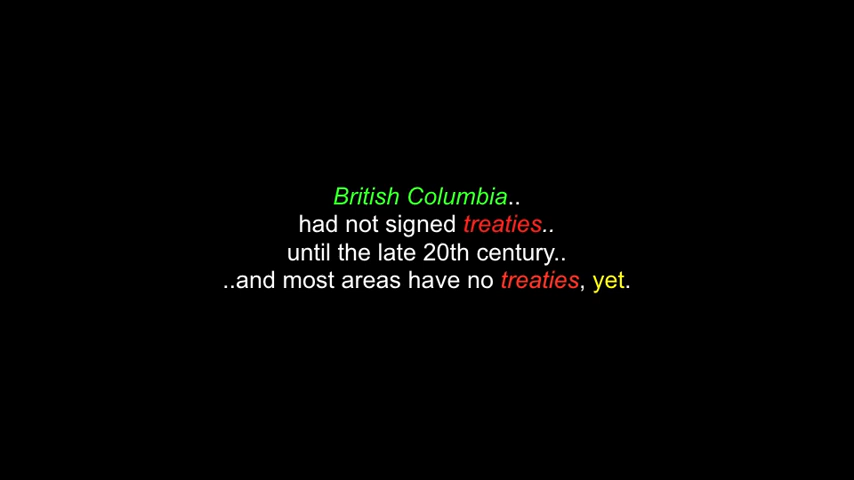 British Columbia..
had not signed treaties..
until the late 20th century..
..and most areas have no treaties, yet.